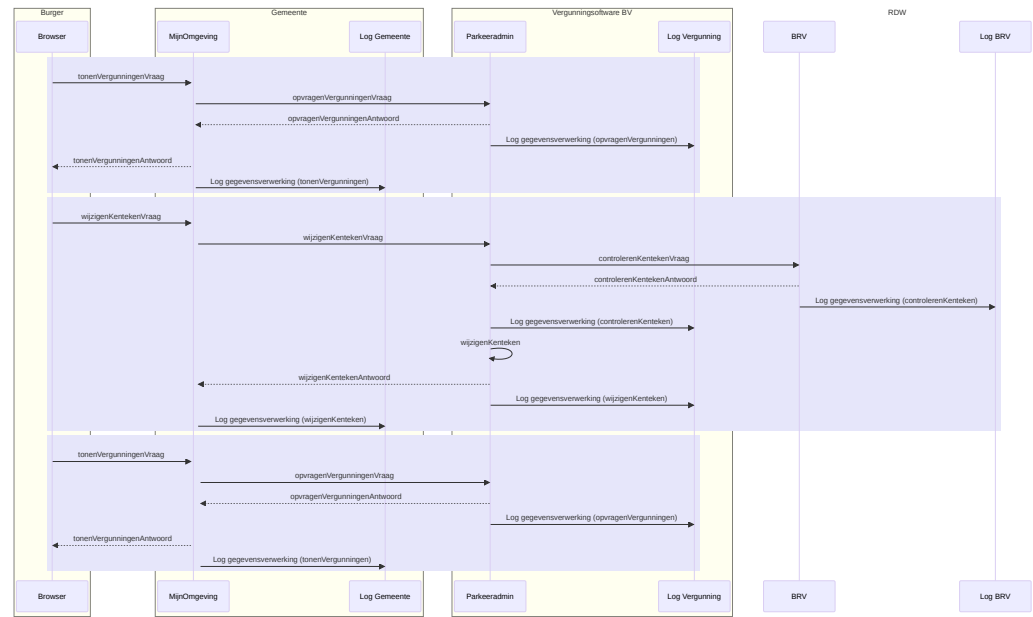 Burger
Gemeente
Vergunningsoftware BV
RDW
Browser
MijnOmgeving
Log Gemeente
Parkeeradmin
Log Vergunning
BRV
Log BRV
tonenVergunningenVraag
opvragenVergunningenVraag
opvragenVergunningenAntwoord
Log gegevensverwerking (opvragenVergunningen)
tonenVergunningenAntwoord
Log gegevensverwerking (tonenVergunningen)
wijzigenKentekenVraag
wijzigenKentekenVraag
controlerenKentekenVraag
controlerenKentekenAntwoord
Log gegevensverwerking (controlerenKenteken)
Log gegevensverwerking (controlerenKenteken)
wijzigenKenteken
wijzigenKentekenAntwoord
Log gegevensverwerking (wijzigenKenteken)
Log gegevensverwerking (wijzigenKenteken)
tonenVergunningenVraag
opvragenVergunningenVraag
opvragenVergunningenAntwoord
Log gegevensverwerking (opvragenVergunningen)
tonenVergunningenAntwoord
Log gegevensverwerking (tonenVergunningen)
Browser
MijnOmgeving
Log Gemeente
Parkeeradmin
Log Vergunning
BRV
Log BRV